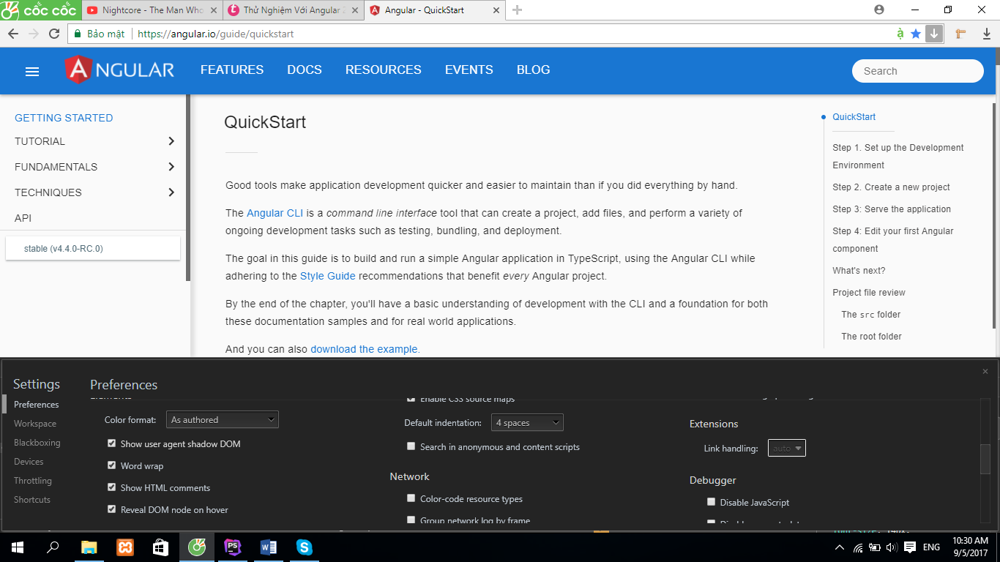 cốc cốc
Nightcore - The Man Who
Thử Nghiệm Với Angular 2
Angular - QuickStart
Bảo mật
https://angular.io/guide/quickstart
ANGULAR
FEATURES
DOCS
RESOURCES
EVENTS
BLOG
Search
GETTING STARTED
TUTORIAL
FUNDAMENTALS
TECHNIQUES
API
stable (v4.4.0-RC.0)
QuickStart
Good tools make application development quicker and easier to maintain than if you did everything by hand.
The Angular CLI is a command line interface tool that can create a project, add files, and perform a variety of
ongoing development tasks such as testing, bundling, and deployment.
The goal in this guide is to build and run a simple Angular application in TypeScript, using the Angular CLI while
adhering to the Style Guide recommendations that benefit every Angular project.
By the end of the chapter, you'll have a basic understanding of development with the CLI and a foundation for both
these documentation samples and for real world applications.
And you can also download the example.
QuickStart
Step 1. Set up the Development
Environment
Step 2. Create a new project
Step 3: Serve the application
Step 4: Edit your first Angular
component
What's next?
Project file review
The src folder
The root folder
Settings
Preferences
Workspace
Blackboxing
Devices
Throttling
Shortcuts
Preferences
Elements
Color format:
As authored
Show user agent shadow DOM
Word wrap
Show HTML comments
Reveal DOM node on hover
Enable CSS source maps
Default indentation:
4 spaces
Search in anonymous and content scripts
Network
Color-code resource types
Group network log by frame
Extensions
Link handling:
auto
Debugger
Disable JavaScript
ENG
10:30 AM
9/5/2017